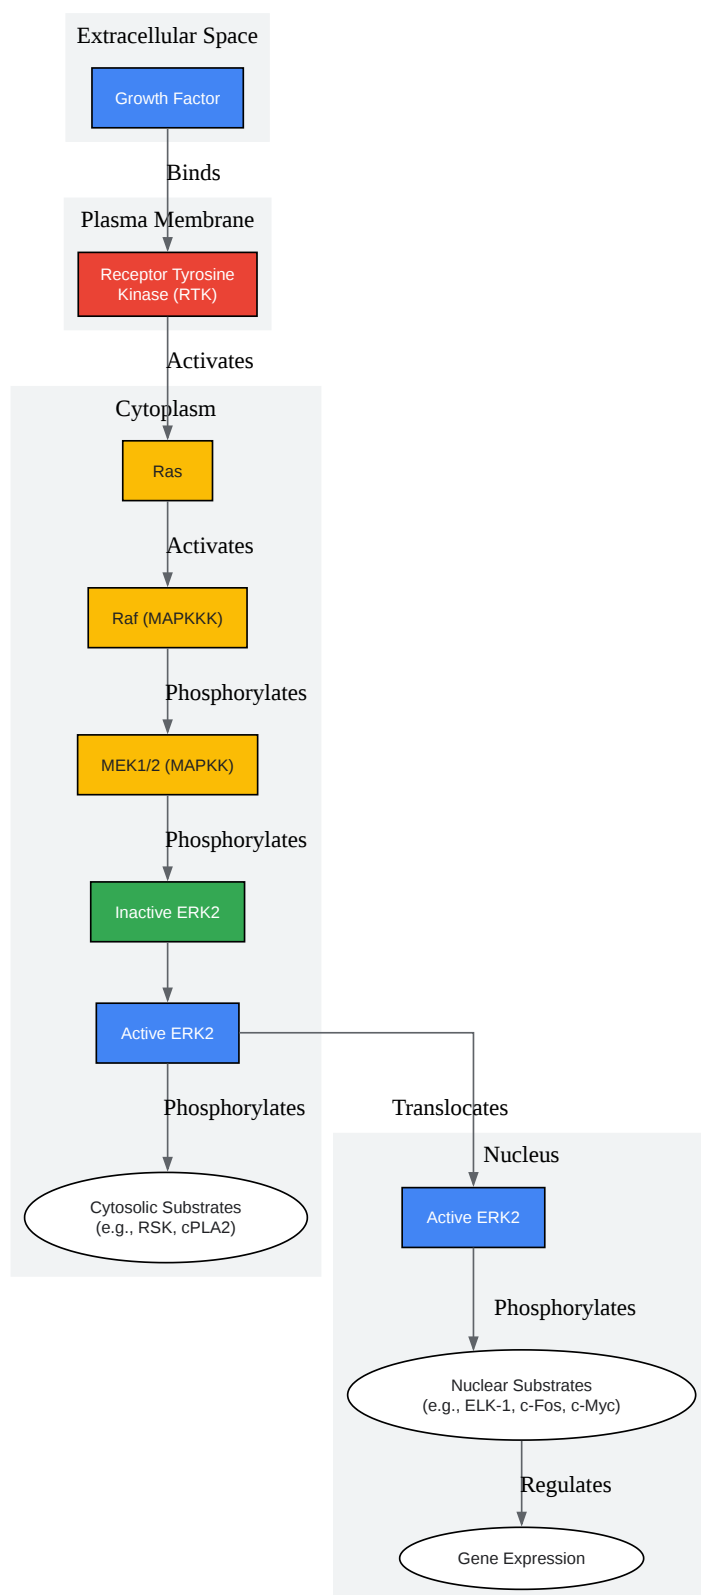 Extracellular Space
Growth Factor
Binds
Plasma Membrane
Receptor Tyrosine
Kinase (RTK)
Activates
Cytoplasm
Ras
Activates
Raf (MAPKKK)
Phosphorylates
MEK1/2 (MAPKK)
Phosphorylates
Inactive ERK2
Active ERK2
Phosphorylates
Translocates
Cytosolic Substrates
(e.g., RSK, cPLA2)
Nucleus
Active ERK2
Phosphorylates
Nuclear Substrates
(e.g., ELK-1, c-Fos, c-Myc)
Regulates
Gene Expression